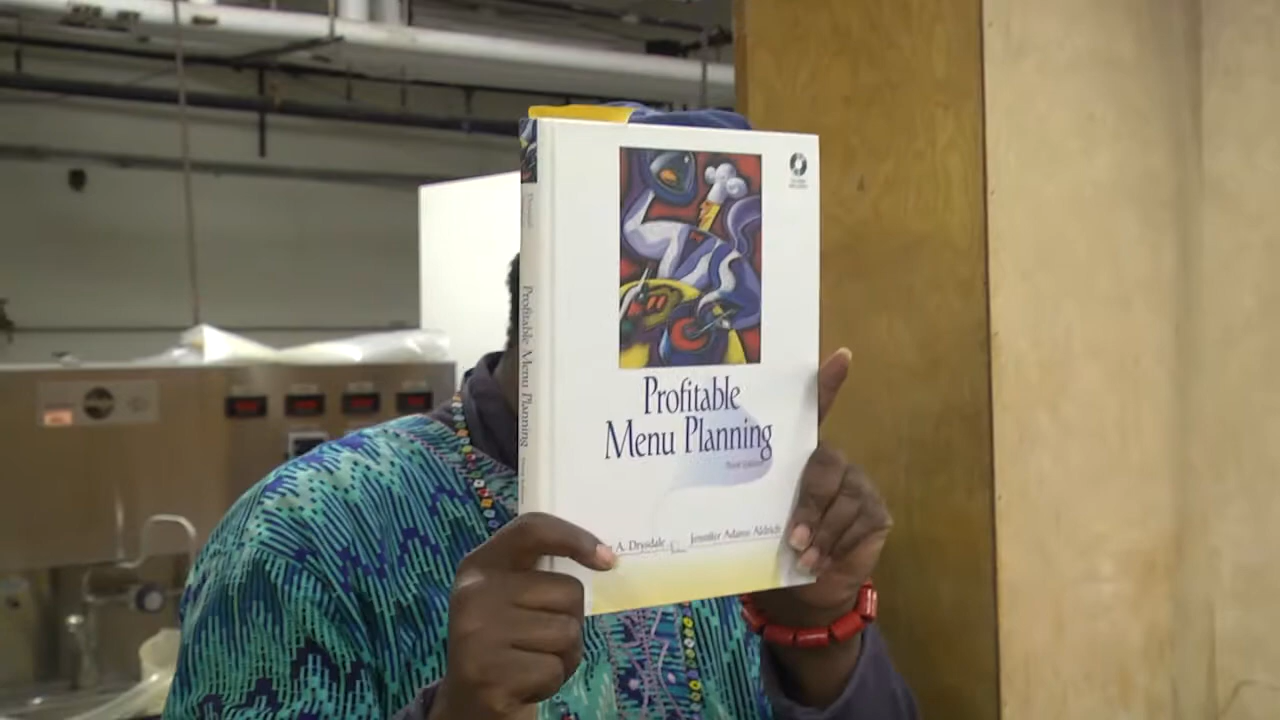 Profitable
Menu Planning
Third Edition
A. Drysdale
Jennifer Adams Aldrich
Profitable Menu Planning